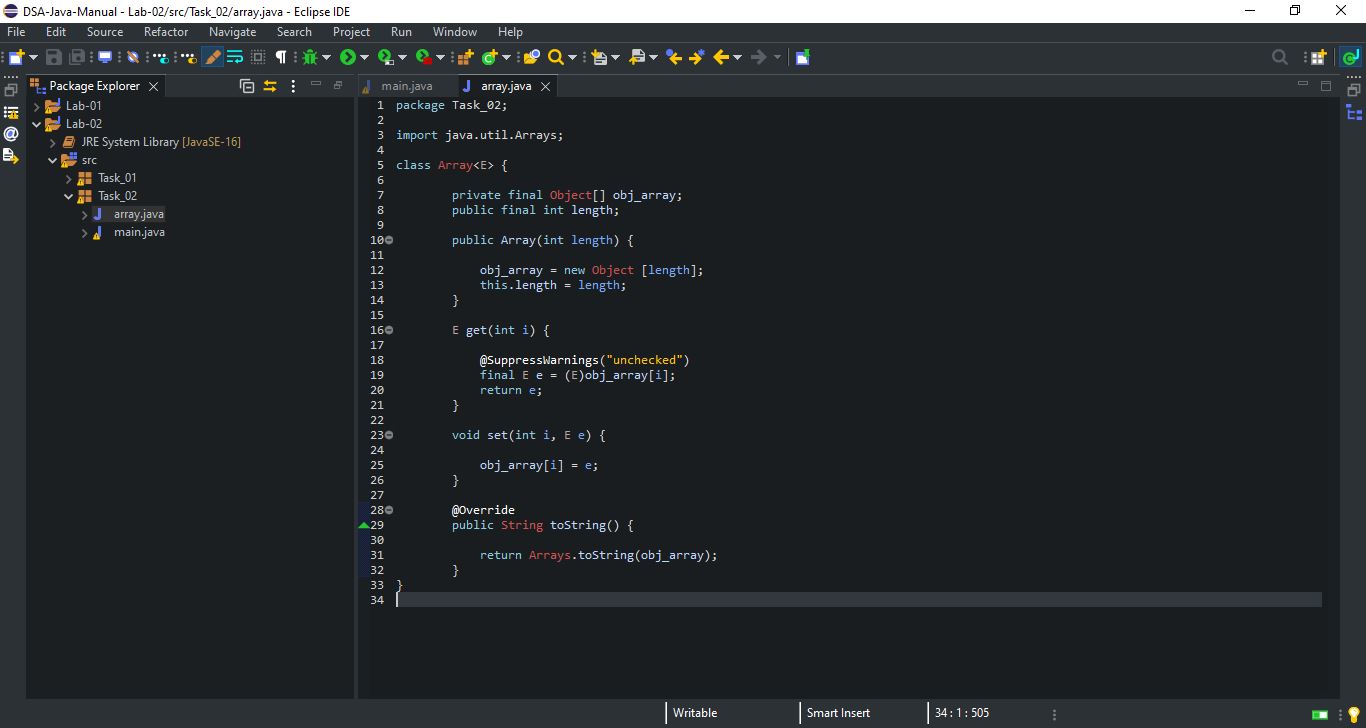 DSA-Java-Manual - Lab-02/src/Task_02/array.java - Eclipse IDE
File Edit Source Refactor Navigate Search Project Run Window Help
Package Explorer
Lab-01
Lab-02
JRE System Library [JavaSE-16]
src
Task_01
Task_02
array.java
main.java
main.java array.java
1 package Task_02;
2
3 import java.util.Arrays;
4
5 class Array<E> {
6
7 private final Object[] obj_array;
8 public final int length;
9
10 public Array(int length) {
11
12 obj_array = new Object [length];
13 this.length = length;
14 }
15
16 E get(int i) {
17
18 @SuppressWarnings("unchecked")
19 final E e = (E)obj_array[i];
20 return e;
21 }
22
23 void set(int i, E e) {
24
25 obj_array[i] = e;
26 }
27
28 @Override
29 public String toString() {
30
31 return Arrays.toString(obj_array);
32 }
33 }
34
Writable Smart Insert 34 : 1 : 505